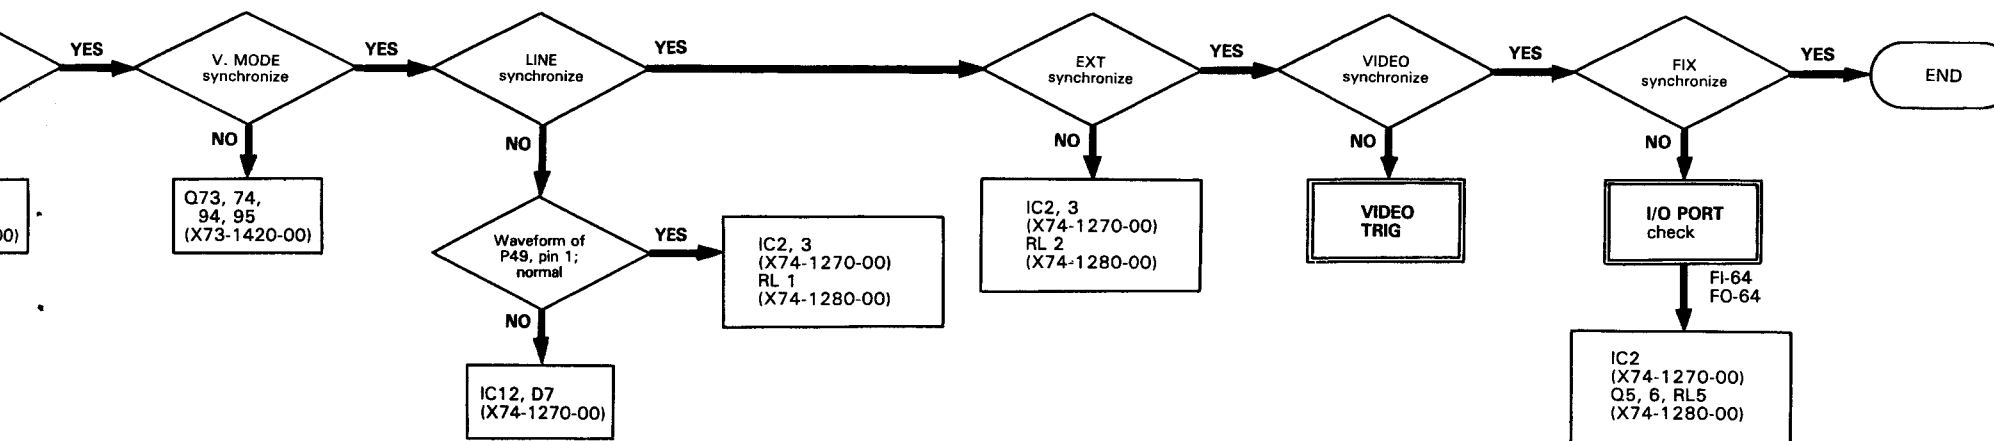 YES
V. MODE
synchronize
YES
LINE
synchronize
YES
EXT
synchronize
YES
VIDEO
synchronize
YES
FIX
synchronize
YES
END
NO
NO
NO
NO
NO
00)
Q73, 74,
94, 95
(X73-1420-00)
Waveform of
P49, pin 1;
normal
YES
IC2, 3
(X74-1270-00)
RL 1
(X74-1280-00)
NO
IC12, D7
(X74-1270-00)
IC2, 3
(X74-1270-00)
RL 2
(X74-1280-00)
VIDEO
TRIG
I/O PORT
check
FI-64
FO-64
IC2
(X74-1270-00)
Q5, 6, RL5
(X74-1280-00)